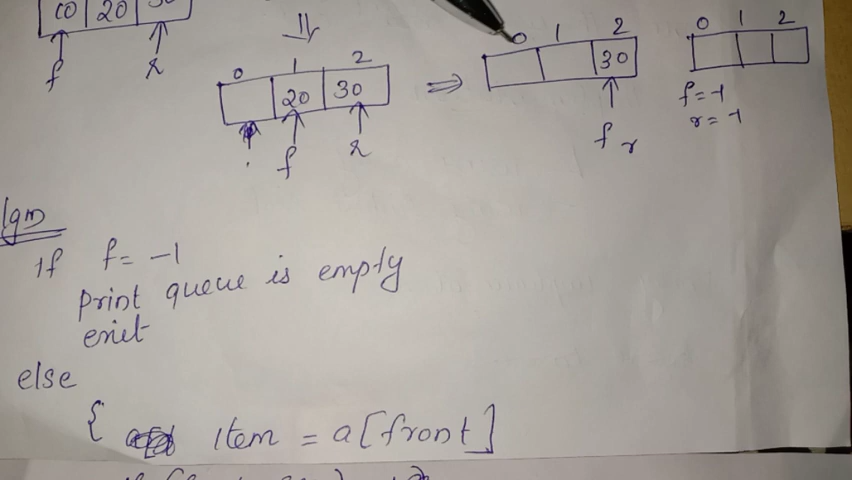 10 20
f r
0 1 2
20 30
f r
0 1 2
30
f r
0 1 2
f = -1
r = -1
lgm
If f = -1
print queue is empty
exit
else
{ item = a[front]